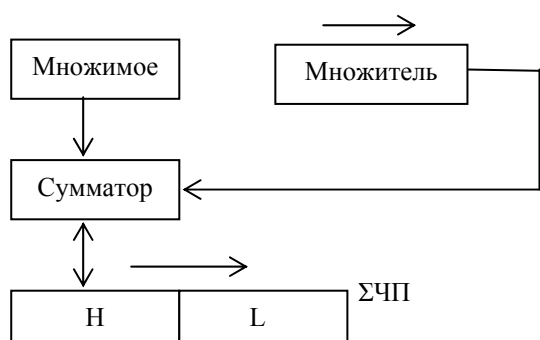 Множимое
Множитель
Сумматор
ΣЧП
H
L